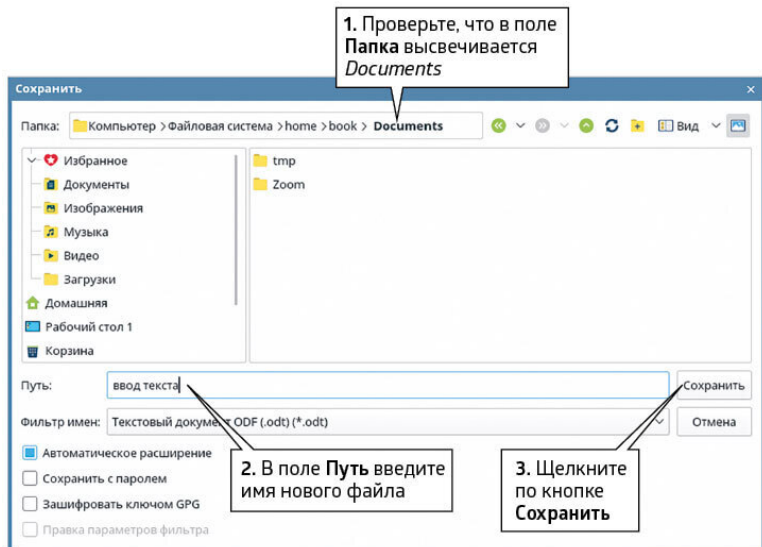 1. Проверьте, что в поле
Папка высвечивается
Documents
Сохранить
Папка: Компьютер > Файловая система > home > book > Documents
Вид
Избранное
Документы
Изображения
Музыка
Видео
Загрузки
Домашняя
Рабочий стол 1
Корзина
tmp
Zoom
Путь: ввод текста
Сохранить
Фильтр имен: Текстовый документ ODF (.odt) (*.odt)
Отмена
Автоматическое расширение
Сохранить с паролем
Зашифровать ключом GPG
Правка параметров фильтра
2. В поле Путь введите
имя нового файла
3. Щелкните
по кнопке
Сохранить